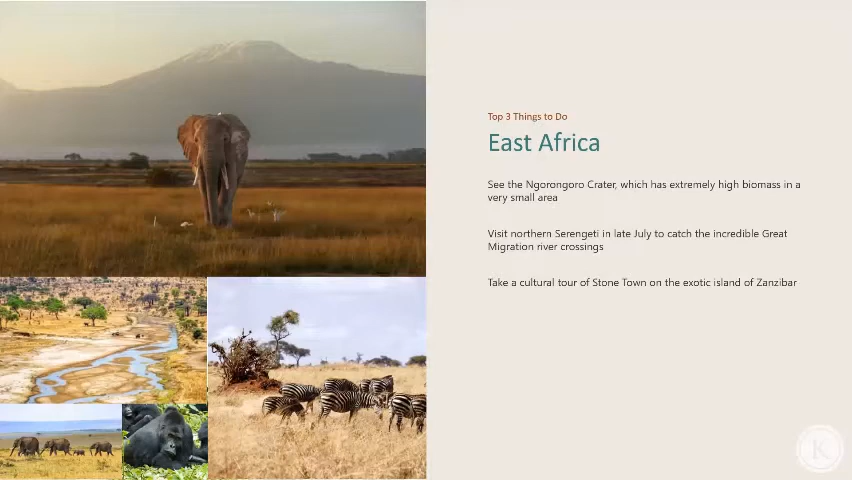 Top 3 Things to Do
East Africa
See the Ngorongoro Crater, which has extremely high biomass in a
very small area
Visit northern Serengeti in late July to catch the incredible Great
Migration river crossings
Take a cultural tour of Stone Town on the exotic island of Zanzibar
K